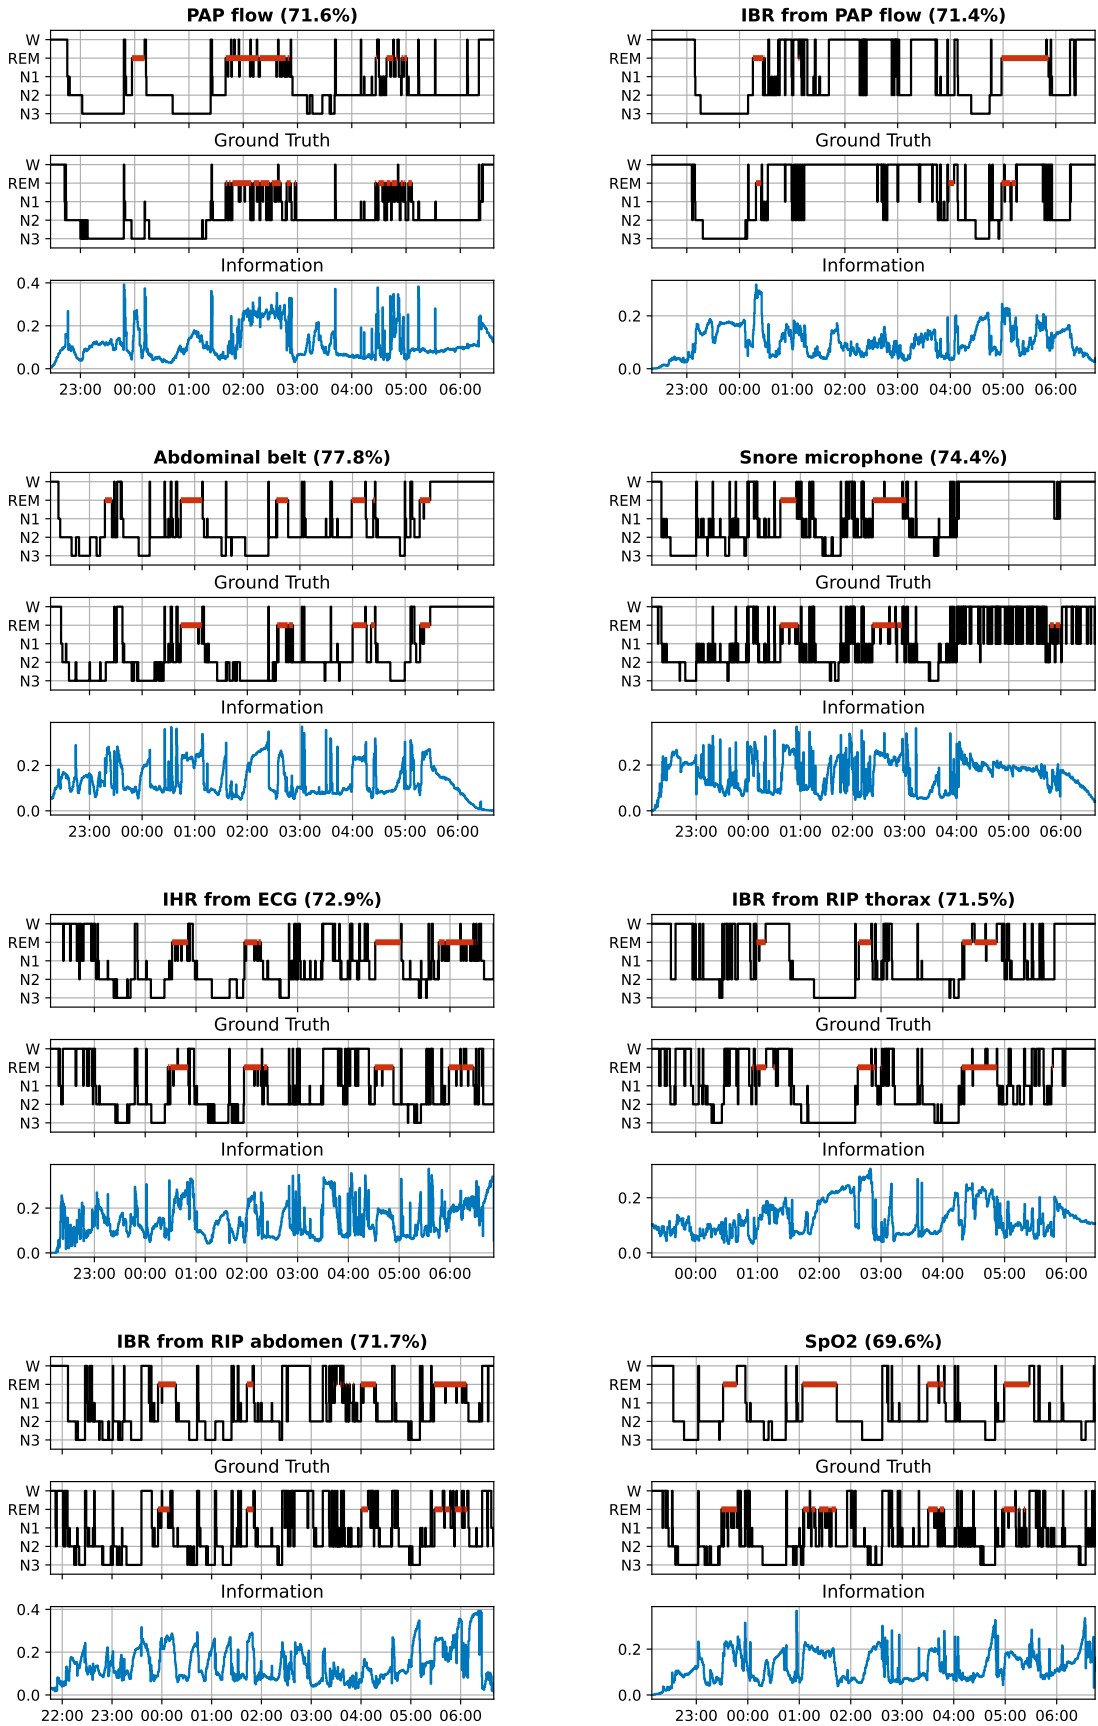 PAP flow (71.6%)
W
REM
N1
N2
N3
Ground Truth
W
REM
N1
N2
N3
Information
0.4
0.2
0.0
23:00 00:00 01:00 02:00 03:00 04:00 05:00 06:00
IBR from PAP flow (71.4%)
W
REM
N1
N2
N3
Ground Truth
W
REM
N1
N2
N3
Information
0.2
0.0
23:00 00:00 01:00 02:00 03:00 04:00 05:00 06:00
Abdominal belt (77.8%)
W
REM
N1
N2
N3
Ground Truth
W
REM
N1
N2
N3
Information
0.2
0.0
23:00 00:00 01:00 02:00 03:00 04:00 05:00 06:00
Snore microphone (74.4%)
W
REM
N1
N2
N3
Ground Truth
W
REM
N1
N2
N3
Information
0.2
0.0
23:00 00:00 01:00 02:00 03:00 04:00 05:00 06:00
IHR from ECG (72.9%)
W
REM
N1
N2
N3
Ground Truth
W
REM
N1
N2
N3
Information
0.2
0.0
23:00 00:00 01:00 02:00 03:00 04:00 05:00 06:00
IBR from RIP thorax (71.5%)
W
REM
N1
N2
N3
Ground Truth
W
REM
N1
N2
N3
Information
0.2
0.0
00:00 01:00 02:00 03:00 04:00 05:00 06:00
IBR from RIP abdomen (71.7%)
W
REM
N1
N2
N3
Ground Truth
W
REM
N1
N2
N3
Information
0.4
0.2
0.0
22:00 23:00 00:00 01:00 02:00 03:00 04:00 05:00 06:00
SpO2 (69.6%)
W
REM
N1
N2
N3
Ground Truth
W
REM
N1
N2
N3
Information
0.2
0.0
23:00 00:00 01:00 02:00 03:00 04:00 05:00 06:00